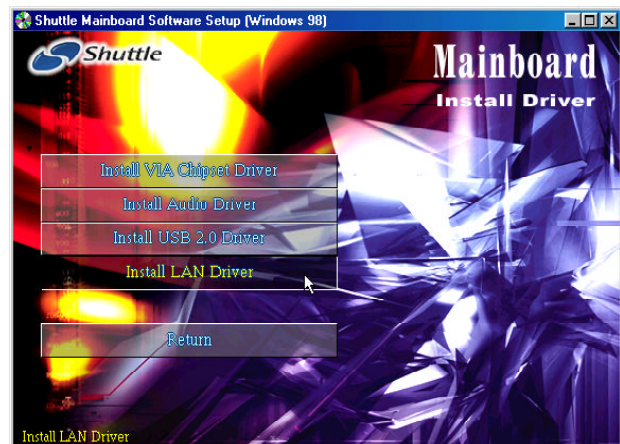 Shuttle Mainboard Software Setup (Windows 98)
Shuttle
Mainboard
Install Driver
Install VIA Chipset Driver
Install Audio Driver
Install USB 2.0 Driver
Install LAN Driver
Return
Install LAN Driver